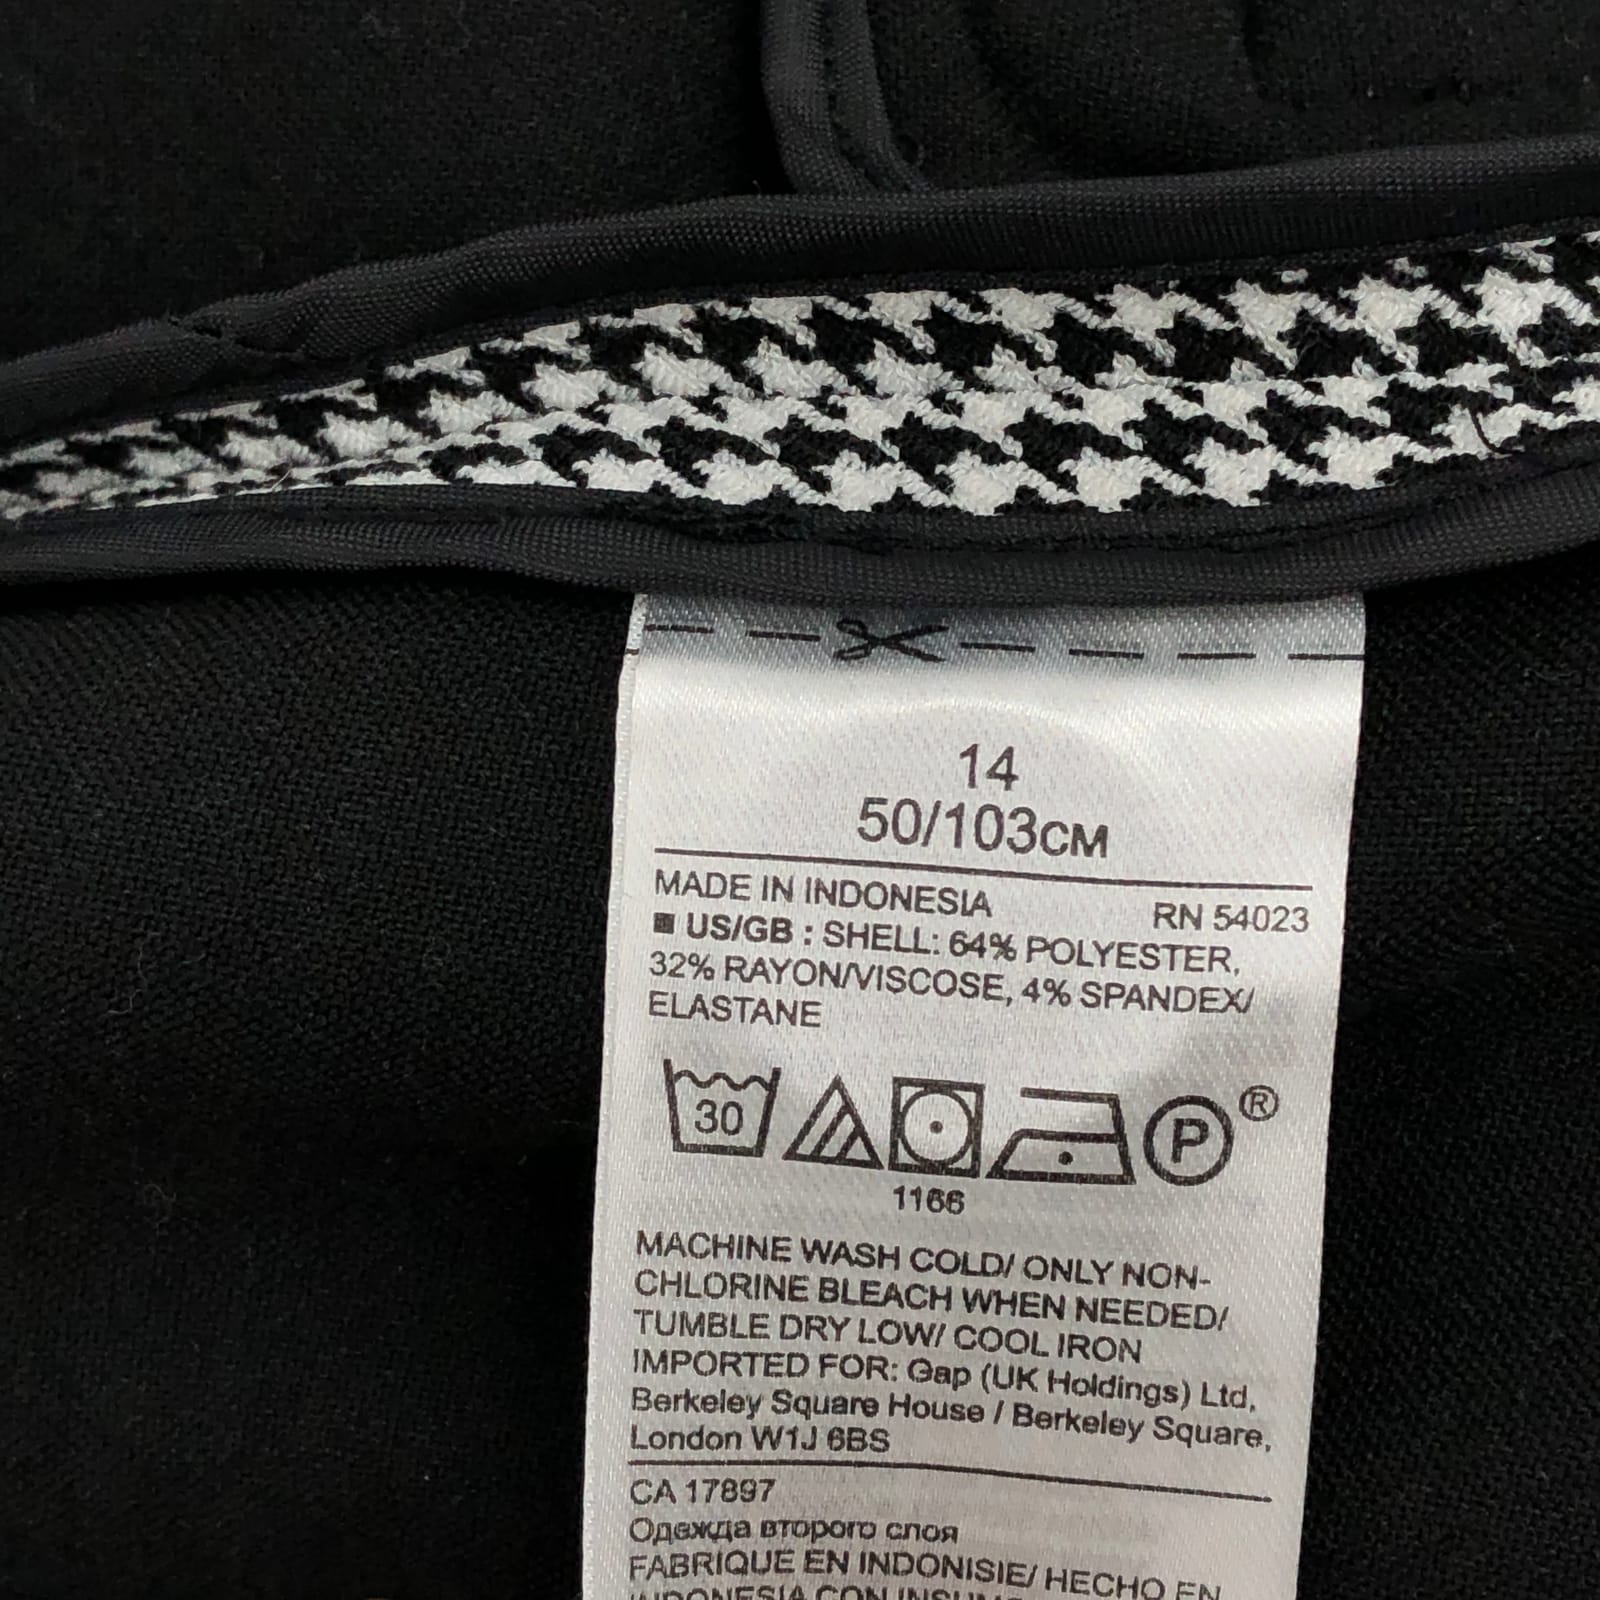 14
50/103см
MADE IN INDONESIA
RN 54023
US/GB : SHELL: 64% POLYESTER,
32% RAYON/VISCOSE, 4% SPANDEX/
ELASTANE
30
P
®
1166
MACHINE WASH COLD/ ONLY NON-
CHLORINE BLEACH WHEN NEEDED/
TUMBLE DRY LOW/ COOL IRON
IMPORTED FOR: Gap (UK Holdings) Ltd,
Berkeley Square House / Berkeley Square,
London W1J 6BS
CA 17897
Одежда второго слоя
FABRIQUE EN INDONISIE/ HECHO EN
INDONESIA CON